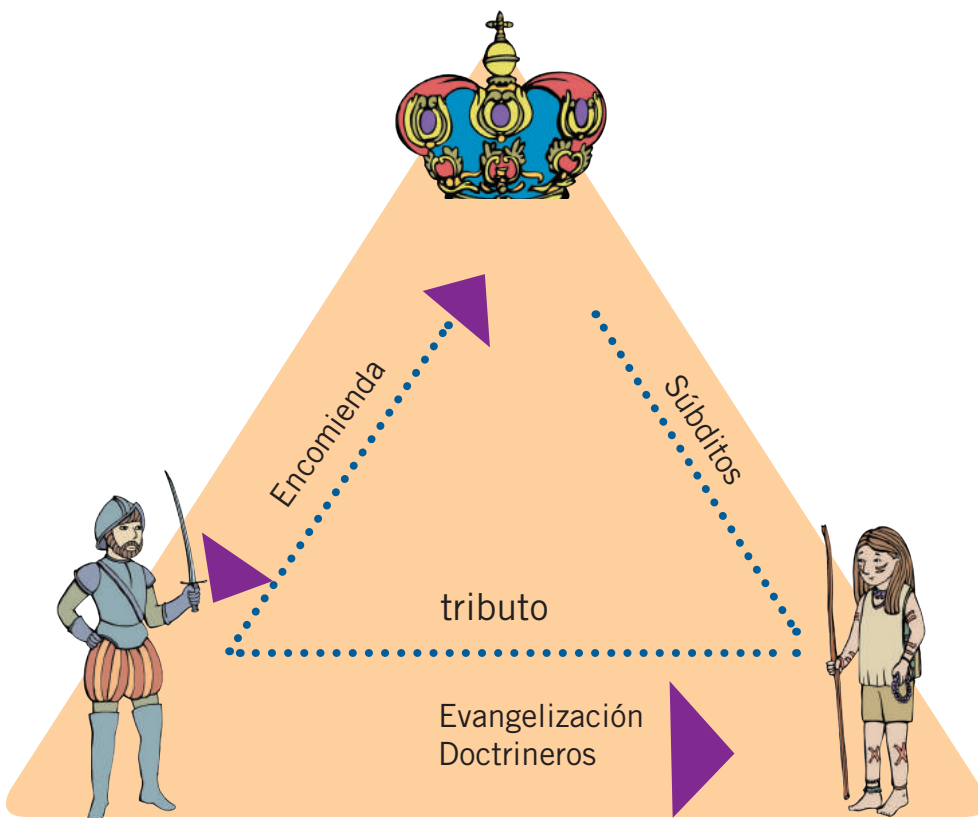 Encomienda
Súbditos
tributo
Evangelización
Doctrineros